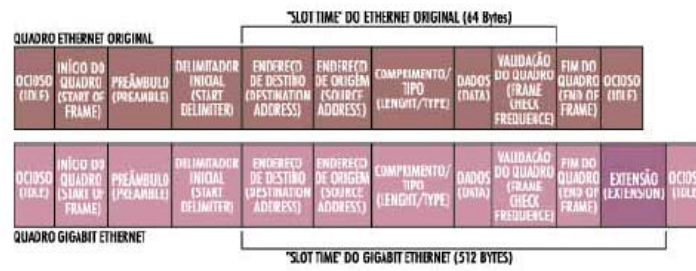 "SLOT TIME" DO ETHERNET ORIGINAL (64 Bytes)
QUADRO ETHERNET ORIGINAL
OCIOSO
(IDLE)
INÍCIO DO
QUADRO
(START OF
FRAME)
PREÂMBULO
(PREAMBLE)
DELIMITADOR
INICIAL
(START
DELIMITER)
ENDEREÇO
DE DESTINO
(DESTINATION
ADDRESS)
ENDEREÇO
DE ORIGEM
(SOURCE
ADDRESS)
COMPRIMENTO/
TIPO
(LENGHT/TYPE)
DADOS
(DATA)
VALIDAÇÃO
DO QUADRO
(FRAME
CHECK
FREQUENCE)
FIM DO
QUADRO
(END OF
FRAME)
OCIOSO
(IDLE)
OCIOSO
(IDLE)
INÍCIO DO
QUADRO
(START OF
FRAME)
PREÂMBULO
(PREAMBLE)
DELIMITADOR
INICIAL
(START
DELIMITER)
ENDEREÇO
DE DESTINO
(DESTINATION
ADDRESS)
ENDEREÇO
DE ORIGEM
(SOURCE
ADDRESS)
COMPRIMENTO/
TIPO
(LENGHT/TYPE)
DADOS
(DATA)
VALIDAÇÃO
DO QUADRO
(FRAME
CHECK
FREQUENCE)
FIM DO
QUADRO
(END OF
FRAME)
EXTENSÃO
(EXTENSION)
OCIOS
(IDL
QUADRO GIGABIT ETHERNET
"SLOT TIME" DO GIGABIT ETHERNET (512 BYTES)